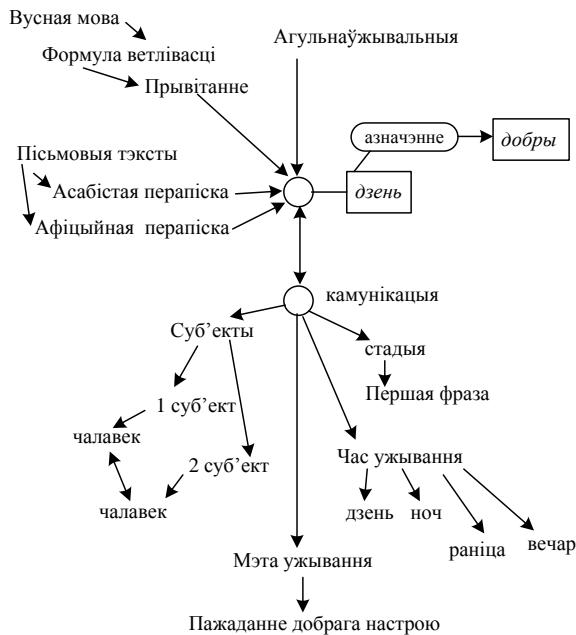 Вусная мова
Агульнаўжывальныя
Формула ветлівасці
Прывітанне
азначэнне
добры
Пісьмовыя тэксты
Асабістая перапіска
дзень
Афіцыйная перапіска
камунікацыя
Суб’екты
стадыя
Першая фраза
1 суб’ект
чалавек
2 суб’ект
Час ужывання
чалавек
дзень
ноч
раніца
вечар
Мэта ужывання
Пажаданне добрага настрою